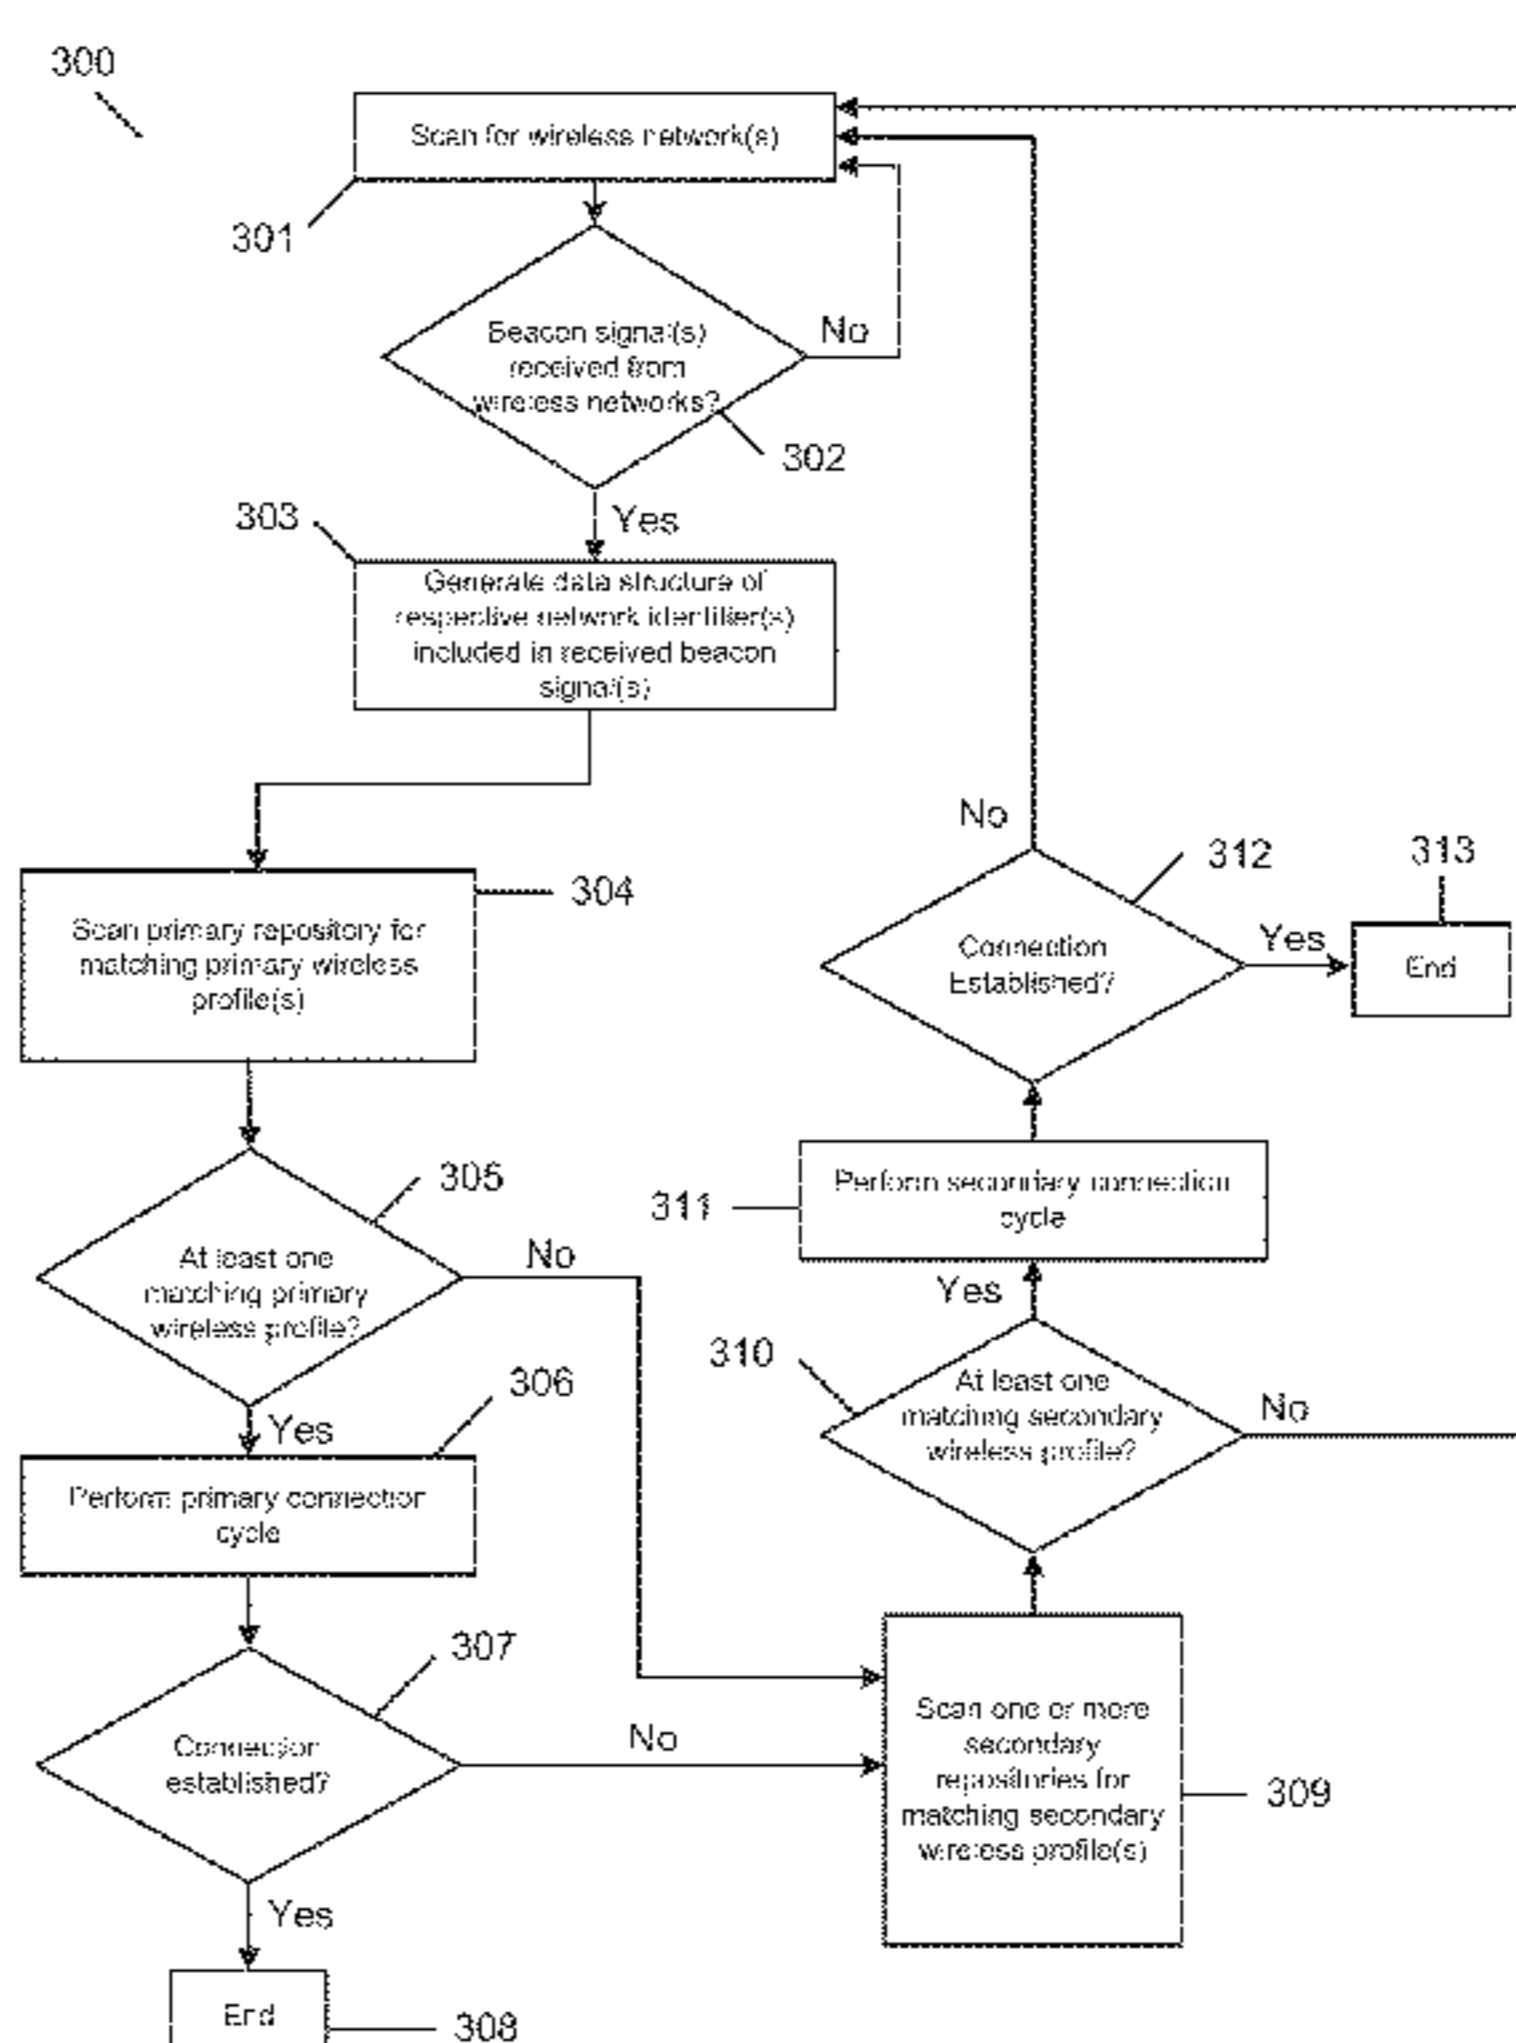 300
Scan for wireless network(s)
301
Beacon signal(s)
received from
wireless networks?
No
302
Yes
303
Generate data structure of
respective network identifier(s)
included in received beacon
signal(s)
304
Scan primary repository for
matching primary wireless
profile(s)
305
At least one
matching primary
wireless profile?
No
306
Yes
Perform primary connection
cycle
307
Connection
established?
No
Yes
End
308
Scan one or more
secondary
repositories for
matching secondary
wireless profile(s)
309
310
At least one
matching secondary
wireless profile?
No
Yes
311
Perform secondary connection
cycle
312
Connection
Established?
No
Yes
313
End